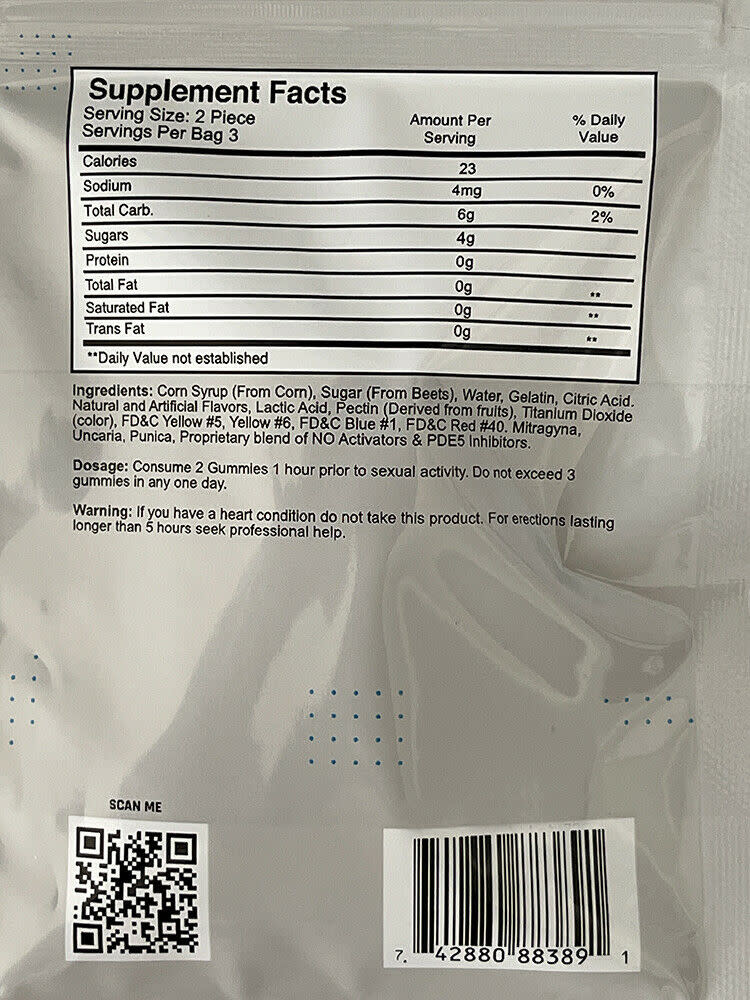 Supplement Facts
Serving Size: 2 Piece
Servings Per Bag 3
Amount Per Serving
% Daily Value
Calories 23
Sodium 4mg 0%
Total Carb. 6g 2%
Sugars 4g
Protein 0g
Total Fat 0g **
Saturated Fat 0g **
Trans Fat 0g **
**Daily Value not established
Ingredients: Corn Syrup (From Corn), Sugar (From Beets), Water, Gelatin, Citric Acid.
Natural and Artificial Flavors, Lactic Acid, Pectin (Derived from fruits), Titanium Dioxide
(color), FD&C Yellow #5, Yellow #6, FD&C Blue #1, FD&C Red #40. Mitragyna,
Uncaria, Punica, Proprietary blend of NO Activators & PDE5 Inhibitors.
Dosage: Consume 2 Gummies 1 hour prior to sexual activity. Do not exceed 3
gummies in any one day.
Warning: If you have a heart condition do not take this product. For erections lasting
longer than 5 hours seek professional help.
SCAN ME
7. 42880 88389 1